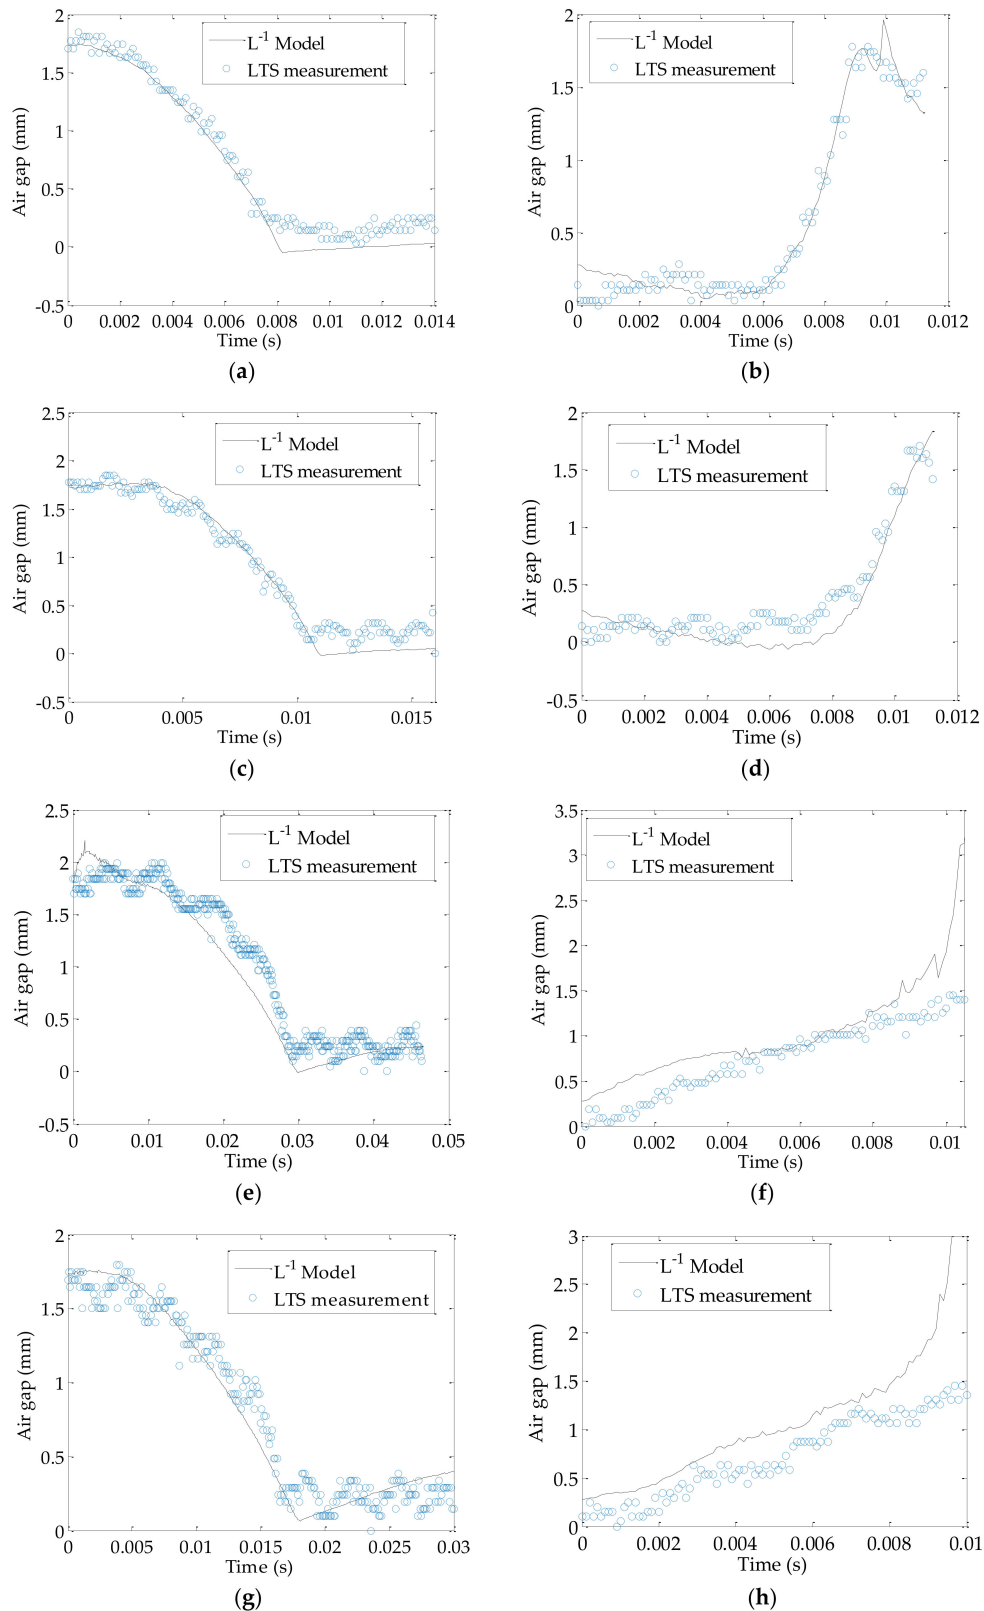 2
1.5
1
0.5
0
-0.5
Air gap (mm)
L⁻¹ Model
LTS measurement
0 0.002 0.004 0.006 0.008 0.01 0.012 0.014
Time (s)
(a)
2
1.5
1
0.5
0
Air gap (mm)
L⁻¹ Model
LTS measurement
0 0.002 0.004 0.006 0.008 0.01 0.012
Time (s)
(b)
2.5
2
1.5
1
0.5
0
-0.5
Air gap (mm)
L⁻¹ Model
LTS measurement
0 0.005 0.01 0.015
Time (s)
(c)
2
1.5
1
0.5
0
-0.5
Air gap (mm)
L⁻¹ Model
LTS measurement
0 0.002 0.004 0.006 0.008 0.01 0.012
Time (s)
(d)
2.5
2
1.5
1
0.5
0
-0.5
Air gap (mm)
L⁻¹ Model
LTS measurement
0 0.01 0.02 0.03 0.04 0.05
Time (s)
(e)
3.5
3
2.5
2
1.5
1
0.5
0
Air gap (mm)
L⁻¹ Model
LTS measurement
0.002 0.004 0.006 0.008 0.01
Time (s)
(f)
2
1.5
1
0.5
0
Air gap (mm)
L⁻¹ Model
LTS measurement
0 0.005 0.01 0.015 0.02 0.025 0.03
Time (s)
(g)
3
2.5
2
1.5
1
0.5
0
Air gap (mm)
L⁻¹ Model
LTS measurement
0 0.002 0.004 0.006 0.008 0.01
Time (s)
(h)